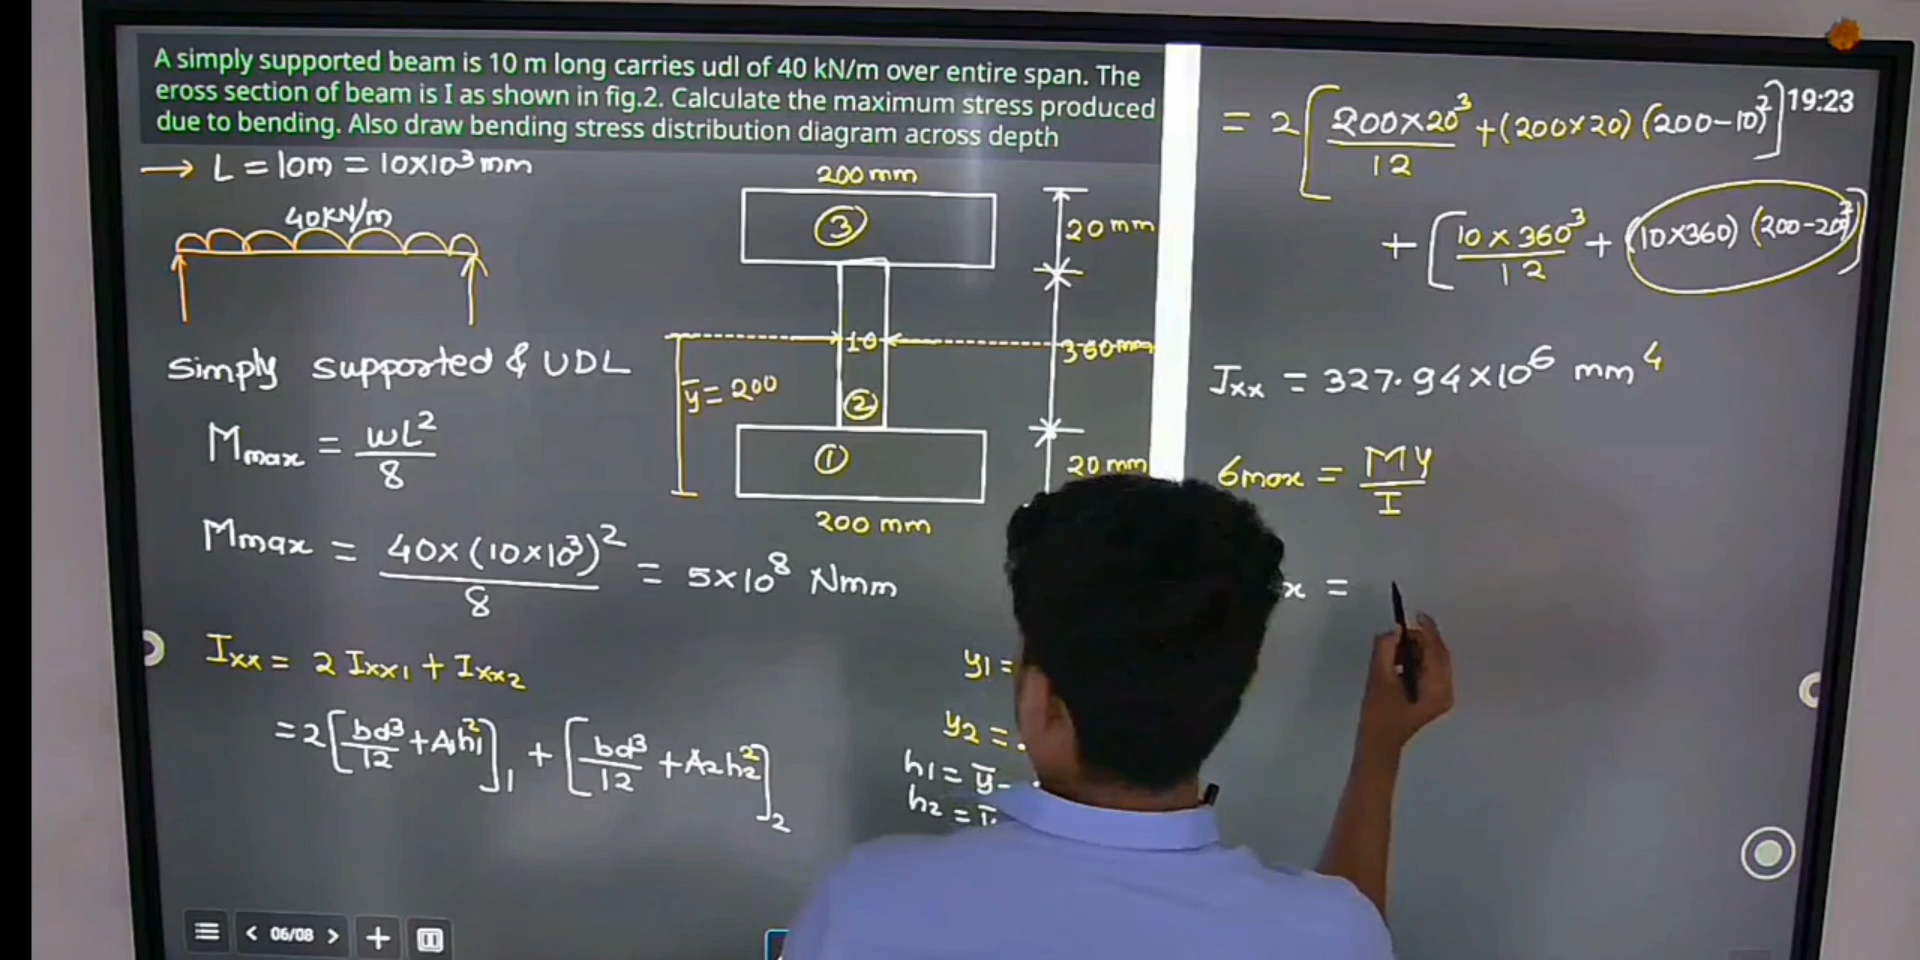 A simply supported beam is 10 m long carries udl of 40 kN/m over entire span. The
eross section of beam is I as shown in fig.2. Calculate the maximum stress produced
due to bending. Also draw bending stress distribution diagram across depth
→ L = 10m = 10×10³ mm
40KN/m
simply supported & UDL
Mmax = wL² / 8
Mmax = 40×(10×10³)² / 8 = 5×10⁸ Nmm
Ixx = 2 Ixx1 + Ixx2
= 2[bd³/12 + A1h1²]1 + [bd³/12 + A2h2²]2
200 mm
③
20 mm
10
360mm
ȳ = 200
②
①
20 mm
200 mm
y1 =
y2 =
h1 = ȳ -
h2 =
19:23
= 2[200×20³/12 + (200×20) (200-10)²]
+ [10×360³/12 + (10×360) (200-200)²]
Ixx = 327.94×10⁶ mm⁴
6max = MY/I
x =
06/08